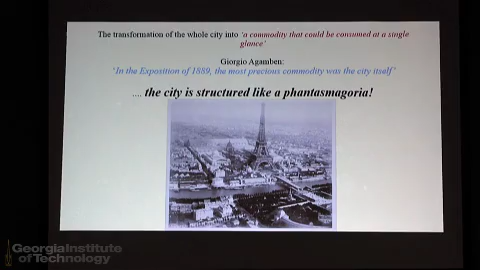 The transformation of the whole city into 'a commodity that could be consumed at a single
glance'
Giorgio Agamben:
'In the Exposition of 1889, the most precious commodity was the city itself'
.... the city is structured like a phantasmagoria!
Georgia Institute
of Technology